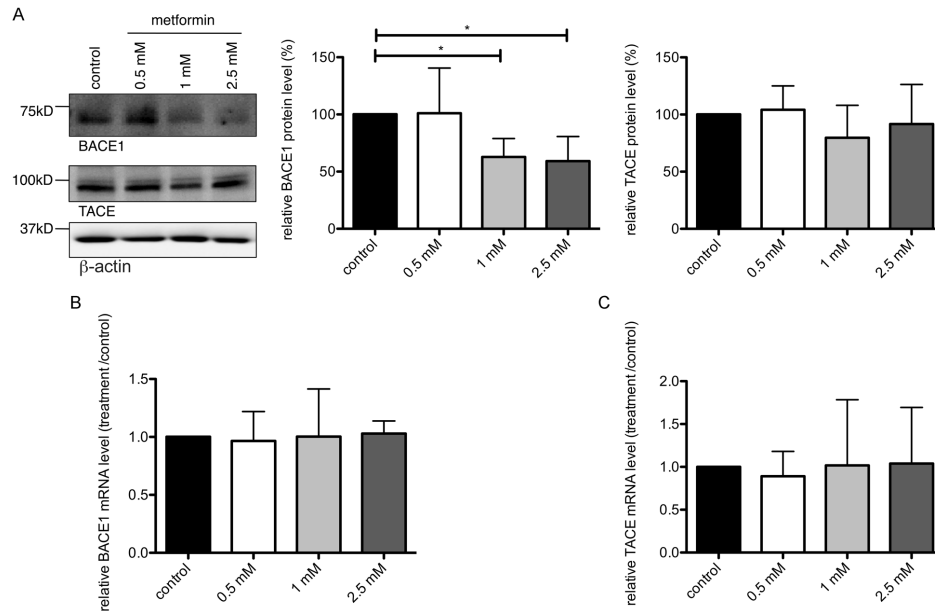 A
metformin
control
0.5 mM
1 mM
2.5 mM
75kD
BACE1
100kD
TACE
37kD
β-actin
relative BACE1 protein level (%)
150
100
50
0
*
*
control
0.5 mM
1 mM
2.5 mM
relative TACE protein level (%)
150
100
50
0
control
0.5 mM
1 mM
2.5 mM
B
relative BACE1 mRNA level (treatment/control)
1.5
1.0
0.5
0.0
control
0.5 mM
1 mM
2.5 mM
C
relative TACE mRNA level (treatment/control)
2.0
1.5
1.0
0.5
0.0
control
0.5 mM
1 mM
2.5 mM